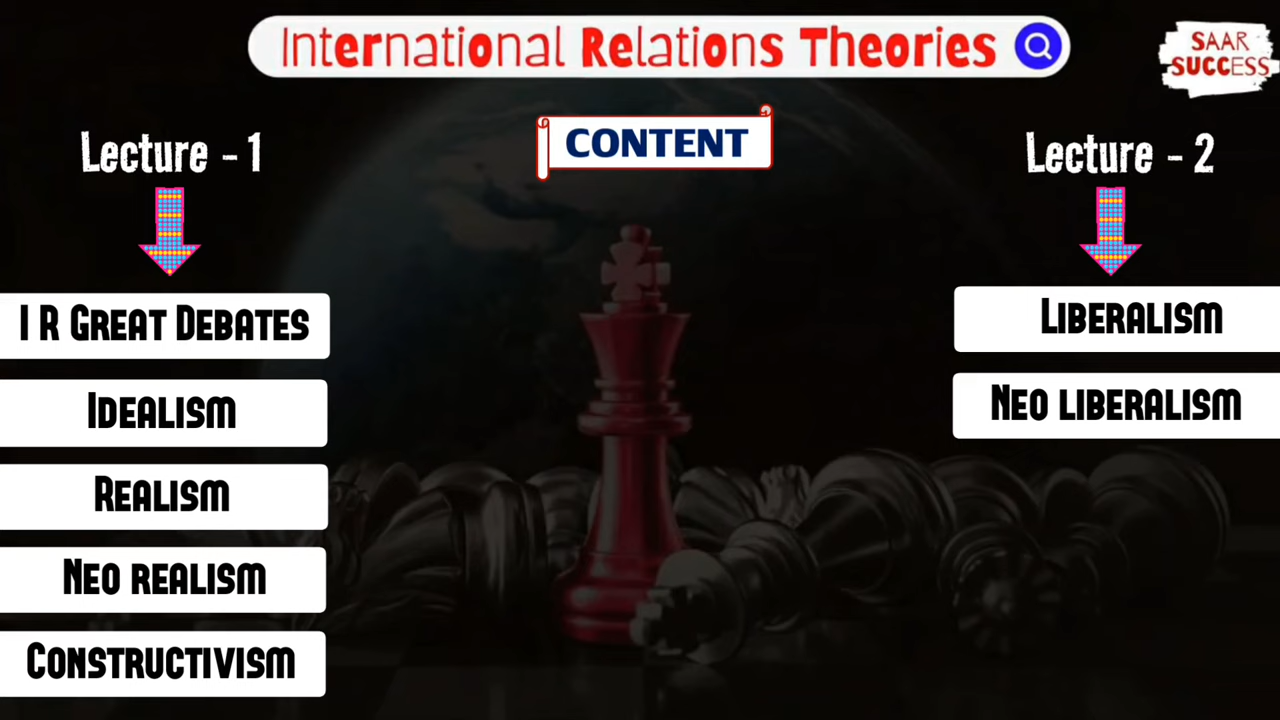 International Relations Theories
SAAR
SUCCESS
CONTENT
Lecture - 1
I R GREAT DEBATES
IDEALISM
REALISM
NEO REALISM
CONSTRUCTIVISM
Lecture - 2
LIBERALISM
NEO LIBERALISM